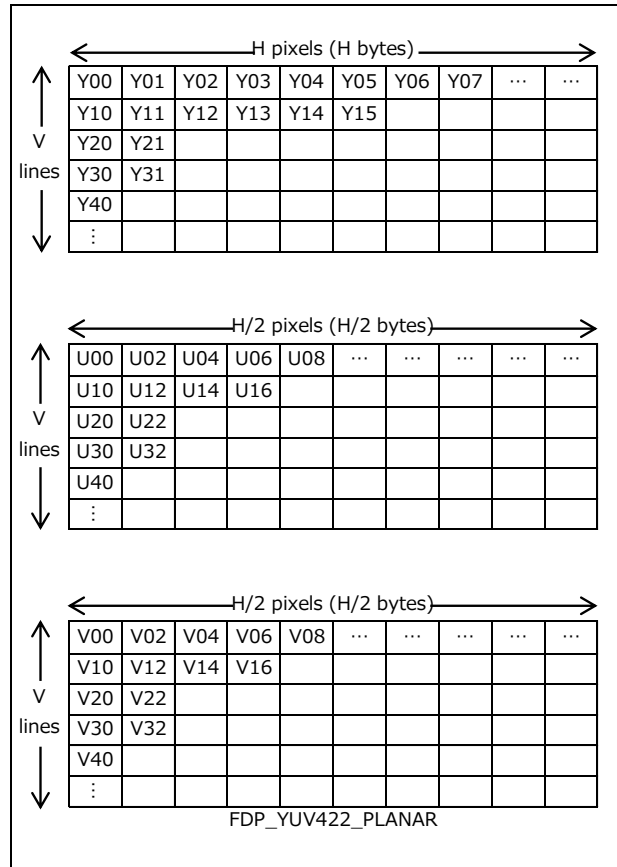 H pixels (H bytes)
Y00 Y01 Y02 Y03 Y04 Y05 Y06 Y07 … …
Y10 Y11 Y12 Y13 Y14 Y15
V
Y20 Y21
lines
Y30 Y31
Y40
⋮
H/2 pixels (H/2 bytes)
U00 U02 U04 U06 U08 … … … … …
U10 U12 U14 U16
V
U20 U22
lines
U30 U32
U40
⋮
H/2 pixels (H/2 bytes)
V00 V02 V04 V06 V08 … … … … …
V10 V12 V14 V16
V
V20 V22
lines
V30 V32
V40
⋮
FDP_YUV422_PLANAR